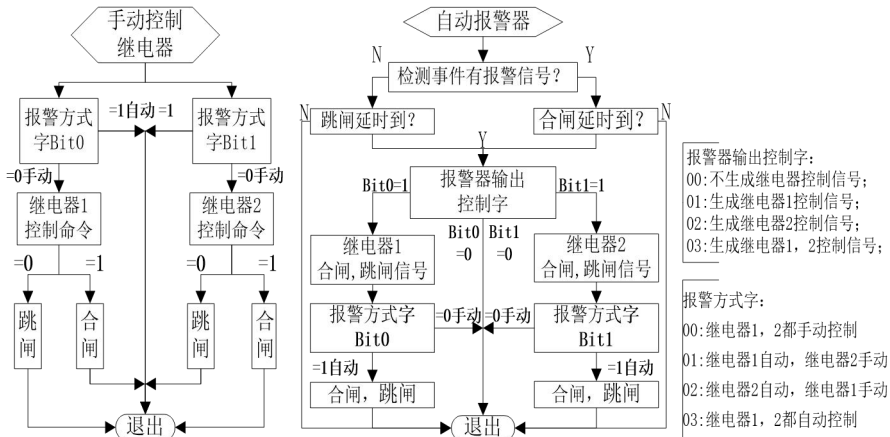 手动控制
继电器
报警方式
字Bit0
=1自动=1
报警方式
字Bit1
=0手动
=0手动
继电器1
控制命令
继电器2
控制命令
=0
=1
=0
=1
跳闸
合闸
跳闸
合闸
退出
自动报警器
N
Y
检测事件有报警信号？
N
跳闸延时到？
合闸延时到？
N
Y
报警器输出
控制字
Bit0=1
Bit1=1
Bit0
=0
Bit1
=0
继电器1
合闸,跳闸信号
继电器2
合闸,跳闸信号
报警方式字
Bit0
=0手动
=0手动
报警方式字
Bit1
=1自动
=1自动
合闸，跳闸
合闸，跳闸
退出
报警器输出控制字：
00:不生成继电器控制信号;
01:生成继电器1控制信号;
02:生成继电器2控制信号;
03:生成继电器1，2控制信号;
报警方式字：
00:继电器1，2都手动控制
01:继电器1自动，继电器2手动
02:继电器2自动，继电器1手动
03:继电器1，2都自动控制